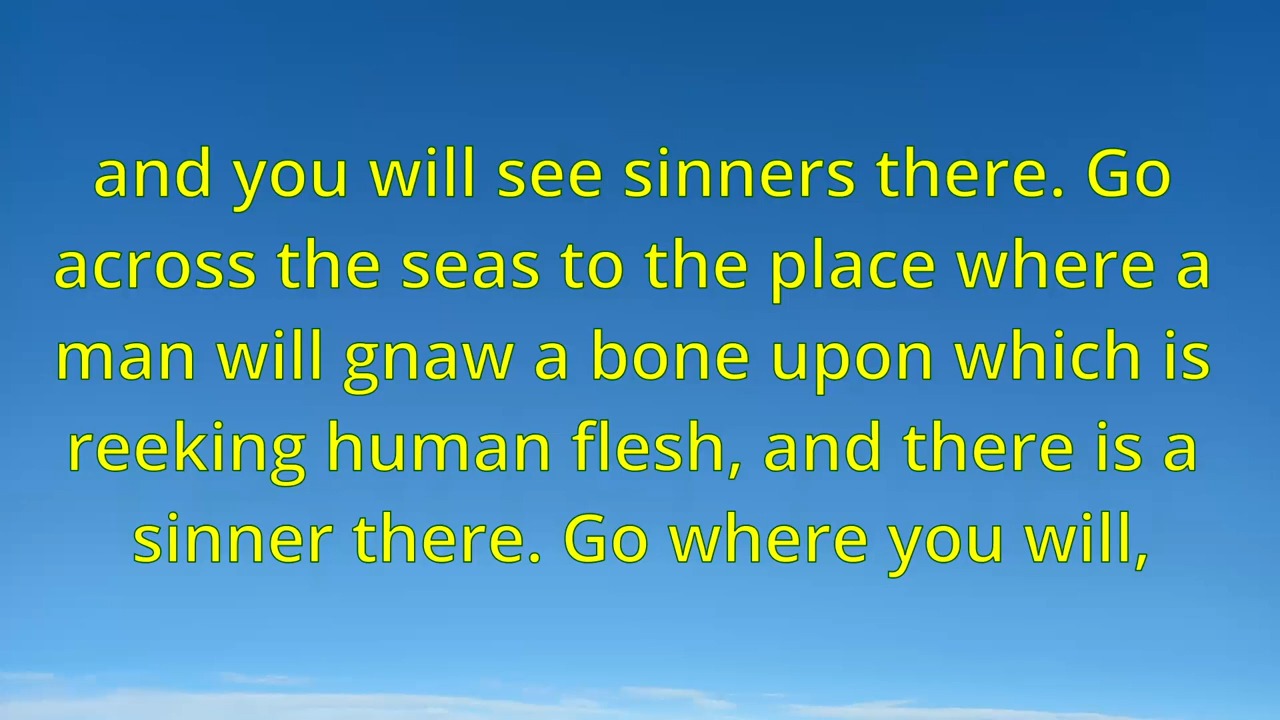 and you will see sinners there. Go
across the seas to the place where a
man will gnaw a bone upon which is
reeking human flesh, and there is a
sinner there. Go where you will,